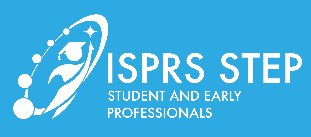 ISPRS STEP
STUDENT AND EARLY
PROFESSIONALS